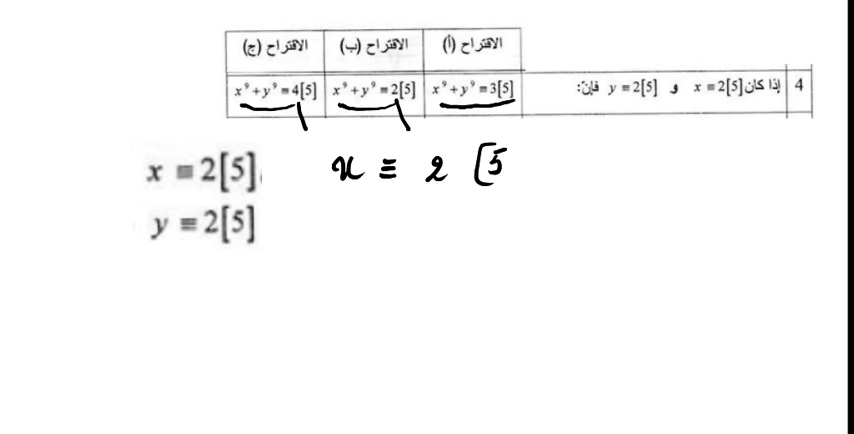 الاقتراح (أ) الاقتراح (ب) الاقتراح (ج)
4 إذا كان x≡2[5] و y≡2[5] فإنّ: x⁹+y⁹≡3[5] x⁹+y⁹≡2[5] x⁹+y⁹≡4[5]
x ≡ 2[5]
x ≡ 2 [5
y ≡ 2[5]